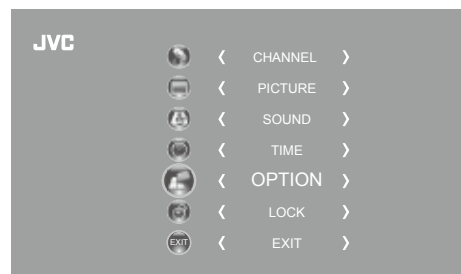 JVC
CHANNEL
PICTURE
SOUND
TIME
OPTION
LOCK
EXIT EXIT